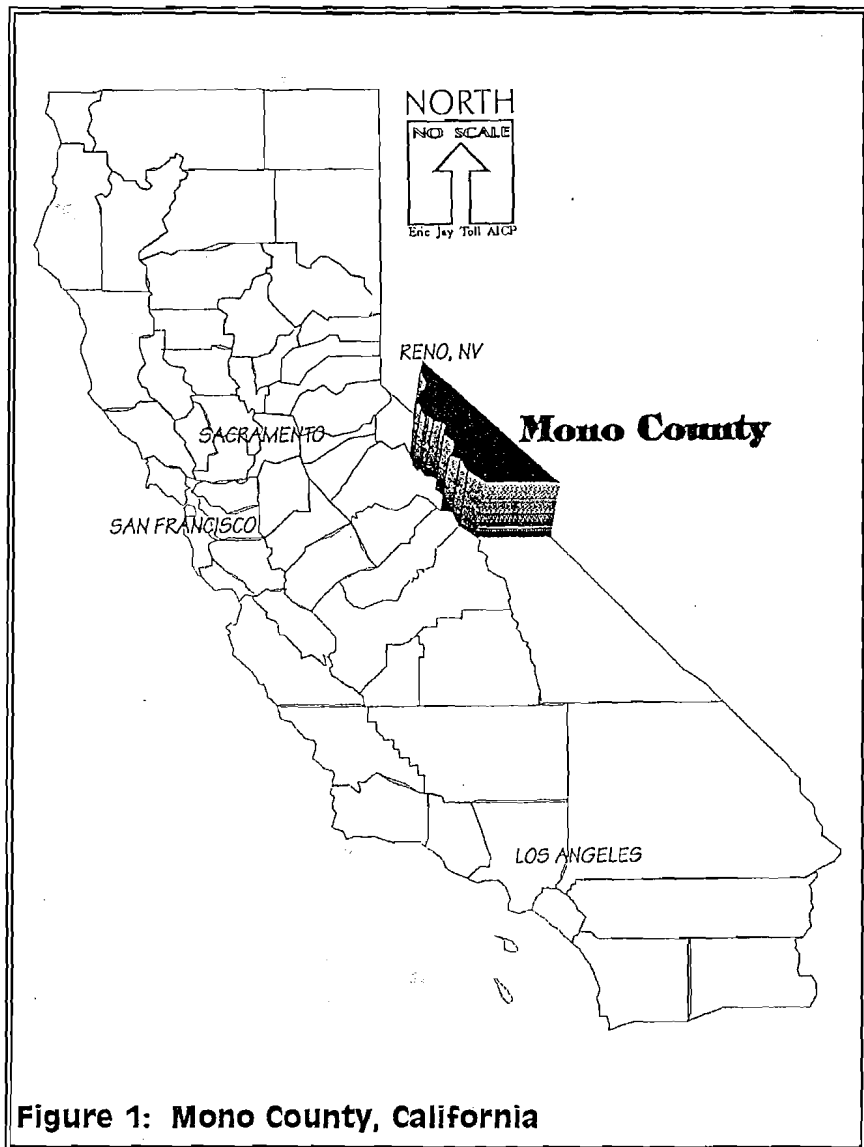 NORTH
NO SCALE
Eric Jay Toll AICP
RENO, NV
Mono County
SACRAMENTO
SAN FRANCISCO
LOS ANGELES
Figure 1: Mono County, California